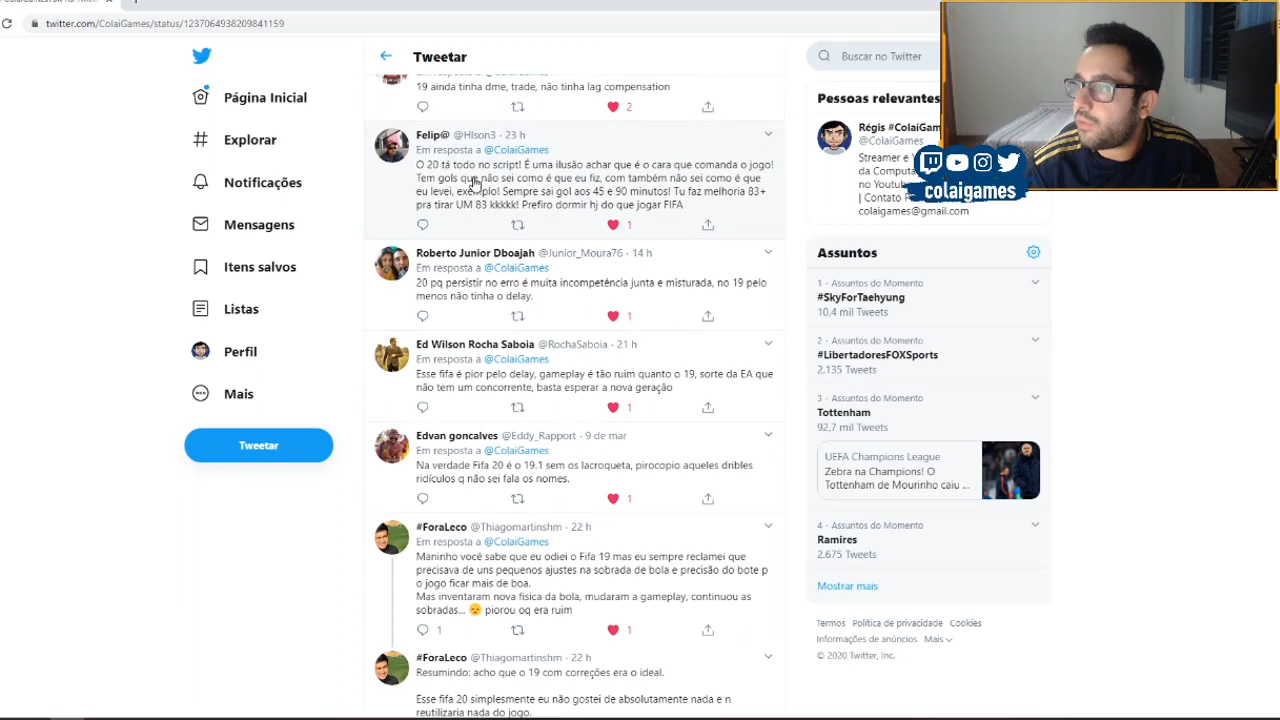 twitter.com/ColaiGames/status/1237064938209841159
Tweetar
Buscar no Twitter
Página Inicial
Explorar
Notificações
Mensagens
Itens salvos
Listas
Perfil
Mais
Tweetar
19 ainda tinha dme, trade, não tinha lag compensation
2
Felip@ @Hlson3 · 23 h
Em resposta a @ColaiGames
O 20 tá todo no script! É uma ilusão achar que é o cara que comanda o jogo!
Tem gols que não sei como é que eu fiz, com também não sei como é que
eu levei, exemplo! Sempre sai gol aos 45 e 90 minutos! Tu faz melhoria 83+
pra tirar UM 83 kkkkk! Prefiro dormir hj do que jogar FIFA
1
Roberto Junior Dboajah @Junior_Moura76 · 14 h
Em resposta a @ColaiGames
20 pq persistir no erro é muita incompetência junta e misturada, no 19 pelo
menos não tinha o delay.
1
Ed Wilson Rocha Saboia @RochaSaboia · 21 h
Em resposta a @ColaiGames
Esse fifa é pior pelo delay, gameplay é tão ruim quanto o 19, sorte da EA que
não tem um concorrente, basta esperar a nova geração
1
Edvan goncalves @Eddy_Rapport · 9 de mar
Em resposta a @ColaiGames
Na verdade Fifa 20 é o 19.1 sem os lacroqueta, pirocopio aqueles dribles
ridículos q não sei fala os nomes.
1
#ForaLeco @Thiagomartinshm · 22 h
Em resposta a @ColaiGames
Maninho você sabe que eu odiei o Fifa 19 mas eu sempre reclamei que
precisava de uns pequenos ajustes na sobrada de bola e precisão do bote p
o jogo ficar mais de boa.
Mas inventaram nova fisica da bola, mudaram a gameplay, continuou as
sobradas... 😞 piorou oq era ruim
1 1
#ForaLeco @Thiagomartinshm · 22 h
Resumindo: acho que o 19 com correções era o ideal.
Esse fifa 20 simplesmente eu não gostei de absolutamente nada e n
reutilizaria nada do jogo.
Pessoas relevantes
Régis #ColaiGam
@ColaiGames
Streamer e
da Computa
no Youtub
| Contato
colaigames@gmail.com
colaigames
Assuntos
1 · Assuntos do Momento
#SkyForTaehyung
10,4 mil Tweets
2 · Assuntos do Momento
#LibertadoresFOXSports
2.135 Tweets
3 · Assuntos do Momento
Tottenham
92,7 mil Tweets
UEFA Champions League
Zebra na Champions! O
Tottenham de Mourinho caiu ...
4 · Assuntos do Momento
Ramires
2.675 Tweets
Mostrar mais
Termos Política de privacidade Cookies
Informações de anúncios Mais
© 2020 Twitter, Inc.